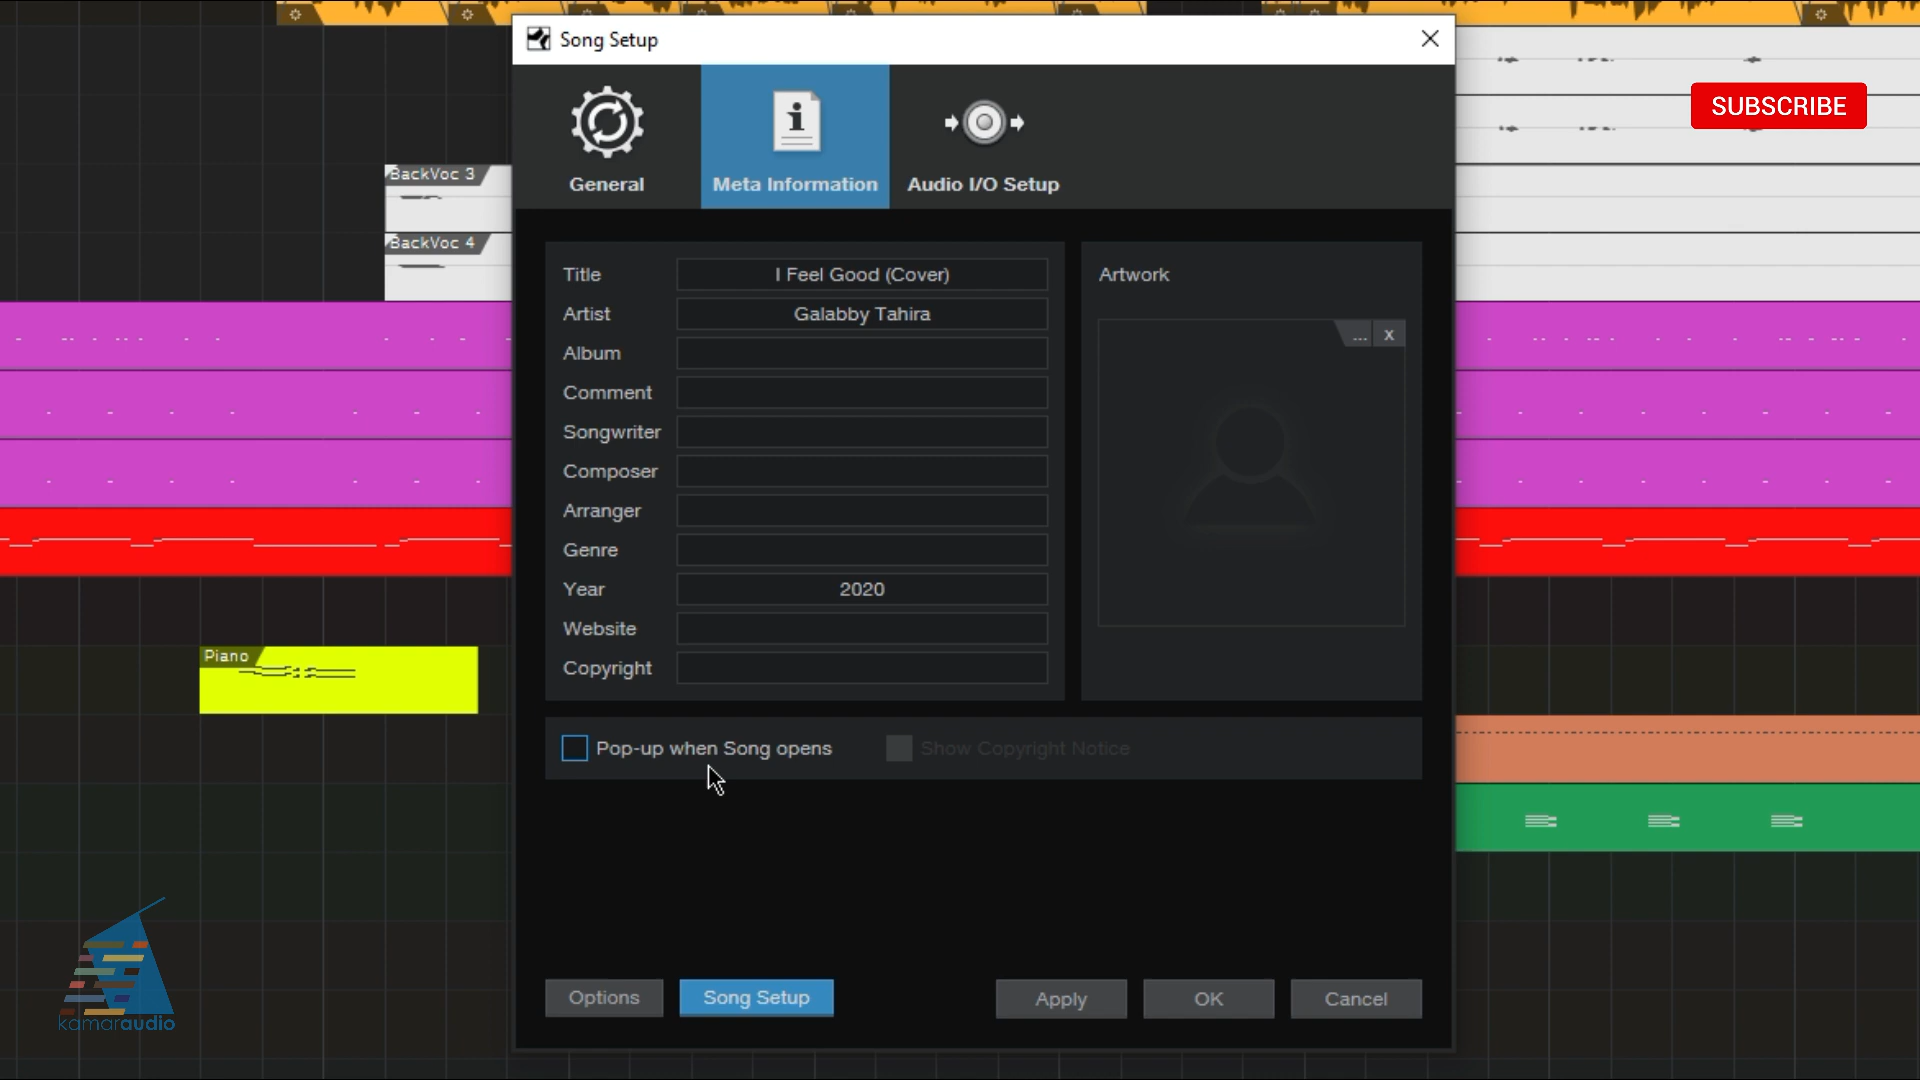 Song Setup
SUBSCRIBE
General
Meta Information
Audio I/O Setup
BackVoc 3
BackVoc 4
Title
I Feel Good (Cover)
Artist
Galabby Tahira
Album
Comment
Songwriter
Composer
Arranger
Genre
Year
2020
Website
Copyright
Artwork
... x
Piano
Pop-up when Song opens
Show Copyright Notice
Options
Song Setup
Apply
OK
Cancel
kamaraudio